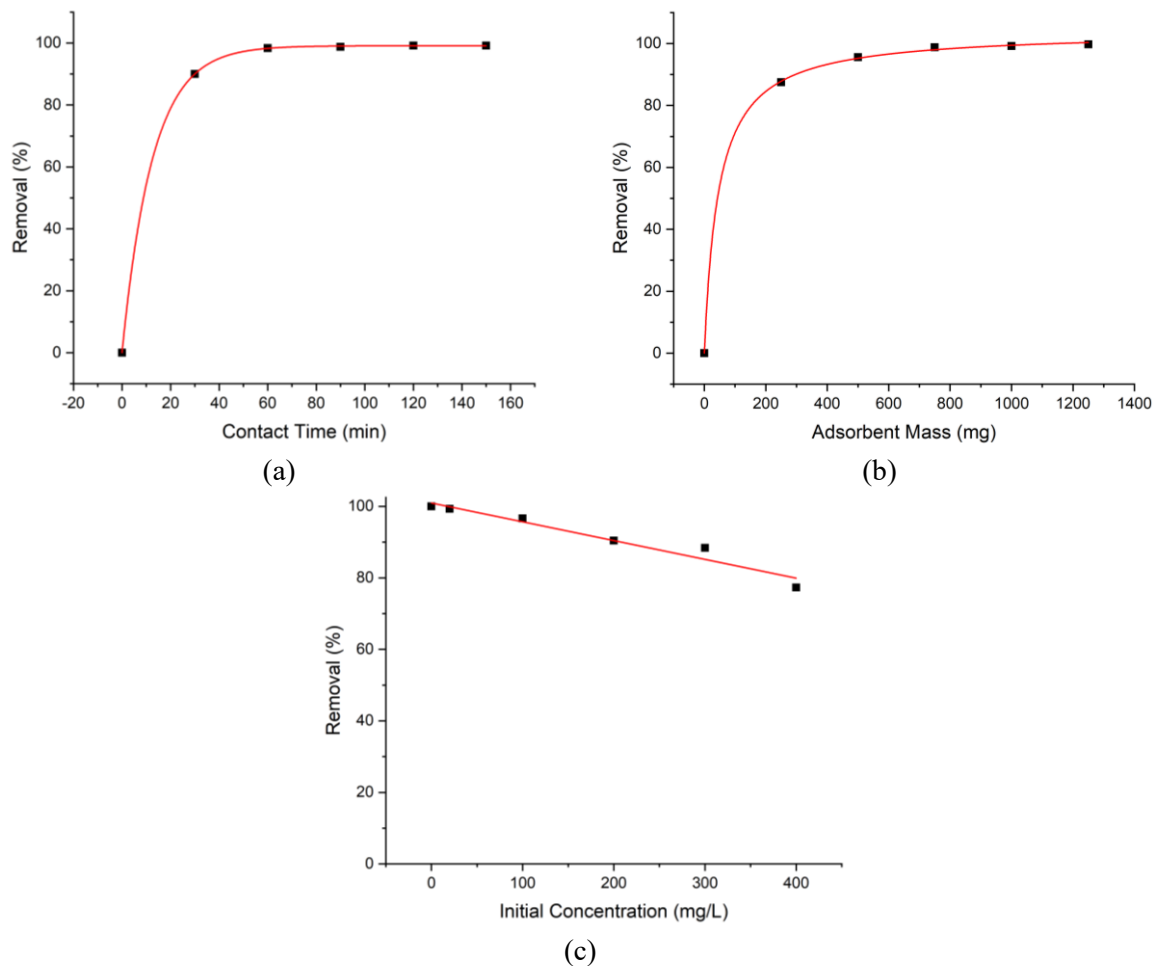 100
80
60
40
20
0
Removal (%)
-20 0 20 40 60 80 100 120 140 160
Contact Time (min)
(a)
100
80
60
40
20
0
Removal (%)
0 200 400 600 800 1000 1200 1400
Adsorbent Mass (mg)
(b)
100
80
60
40
20
0
Removal (%)
0 100 200 300 400
Initial Concentration (mg/L)
(c)